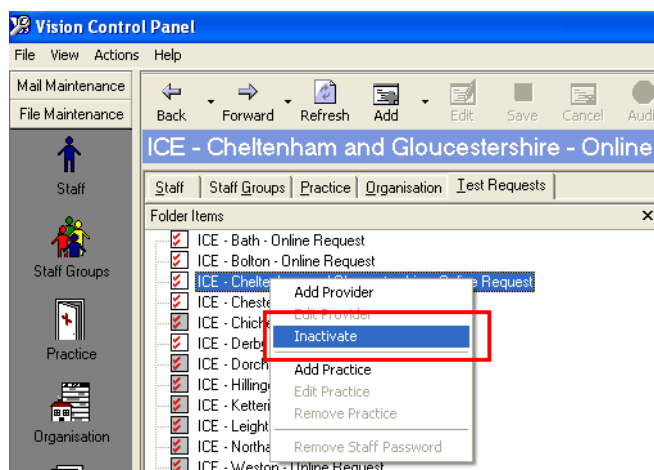 Vision Control Panel
File View Actions Help
Mail Maintenance
File Maintenance
Back Forward Refresh Add Edit Save Cancel Audi
ICE - Cheltenham and Gloucestershire - Online
Staff Staff Groups Practice Organisation Test Requests
Folder Items
ICE - Bath - Online Request
ICE - Bolton - Online Request
ICE - Chelte Request
ICE - Cheste
ICE - Chiche
ICE - Derby
ICE - Dorch
ICE - Hilling
ICE - Ketteri
ICE - Leight
ICE - Northa
ICE - Weston - Online Request
Add Provider
Edit Provider
Inactivate
Add Practice
Edit Practice
Remove Practice
Remove Staff Password
Staff
Staff Groups
Practice
Organisation